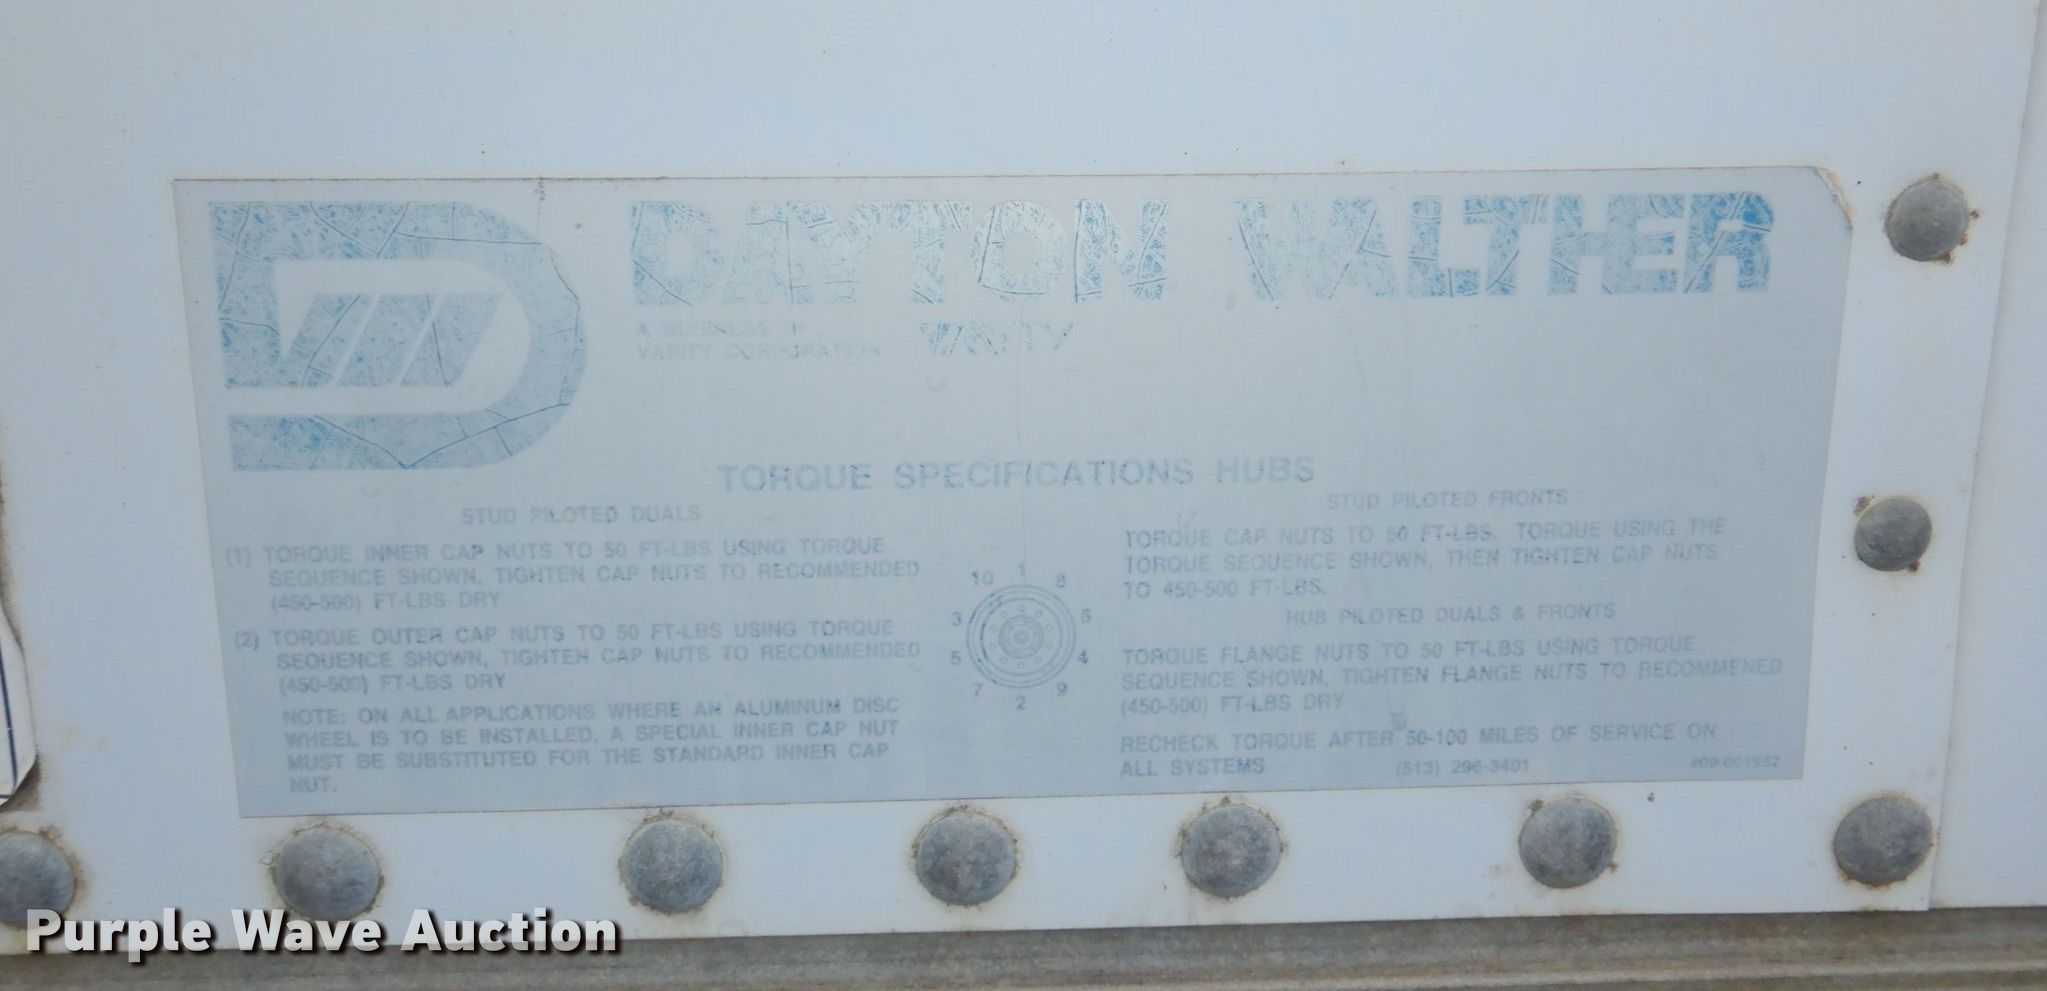 DAYTON WALTHER
A BUSINESS OF
VARITY CORPORATION VARITY
TORQUE SPECIFICATIONS HUBS
STUD PILOTED DUALS
(1) TORQUE INNER CAP NUTS TO 50 FT-LBS USING TORQUE
SEQUENCE SHOWN, TIGHTEN CAP NUTS TO RECOMMENDED
(450-500) FT-LBS DRY
(2) TORQUE OUTER CAP NUTS TO 50 FT-LBS USING TORQUE
SEQUENCE SHOWN, TIGHTEN CAP NUTS TO RECOMMENDED
(450-500) FT-LBS DRY
NOTE: ON ALL APPLICATIONS WHERE AN ALUMINUM DISC
WHEEL IS TO BE INSTALLED, A SPECIAL INNER CAP NUT
MUST BE SUBSTITUTED FOR THE STANDARD INNER CAP
NUT.
10 1 8
3 6
5 4
7 2 9
STUD PILOTED FRONTS
TORQUE CAP NUTS TO 50 FT-LBS. TORQUE USING THE
TORQUE SEQUENCE SHOWN, THEN TIGHTEN CAP NUTS
TO 450-500 FT-LBS.
HUB PILOTED DUALS & FRONTS
TORQUE FLANGE NUTS TO 50 FT-LBS USING TORQUE
SEQUENCE SHOWN, TIGHTEN FLANGE NUTS TO RECOMMENED
(450-500) FT-LBS DRY
RECHECK TORQUE AFTER 50-100 MILES OF SERVICE ON
ALL SYSTEMS (513) 296-3401
Purple Wave Auction